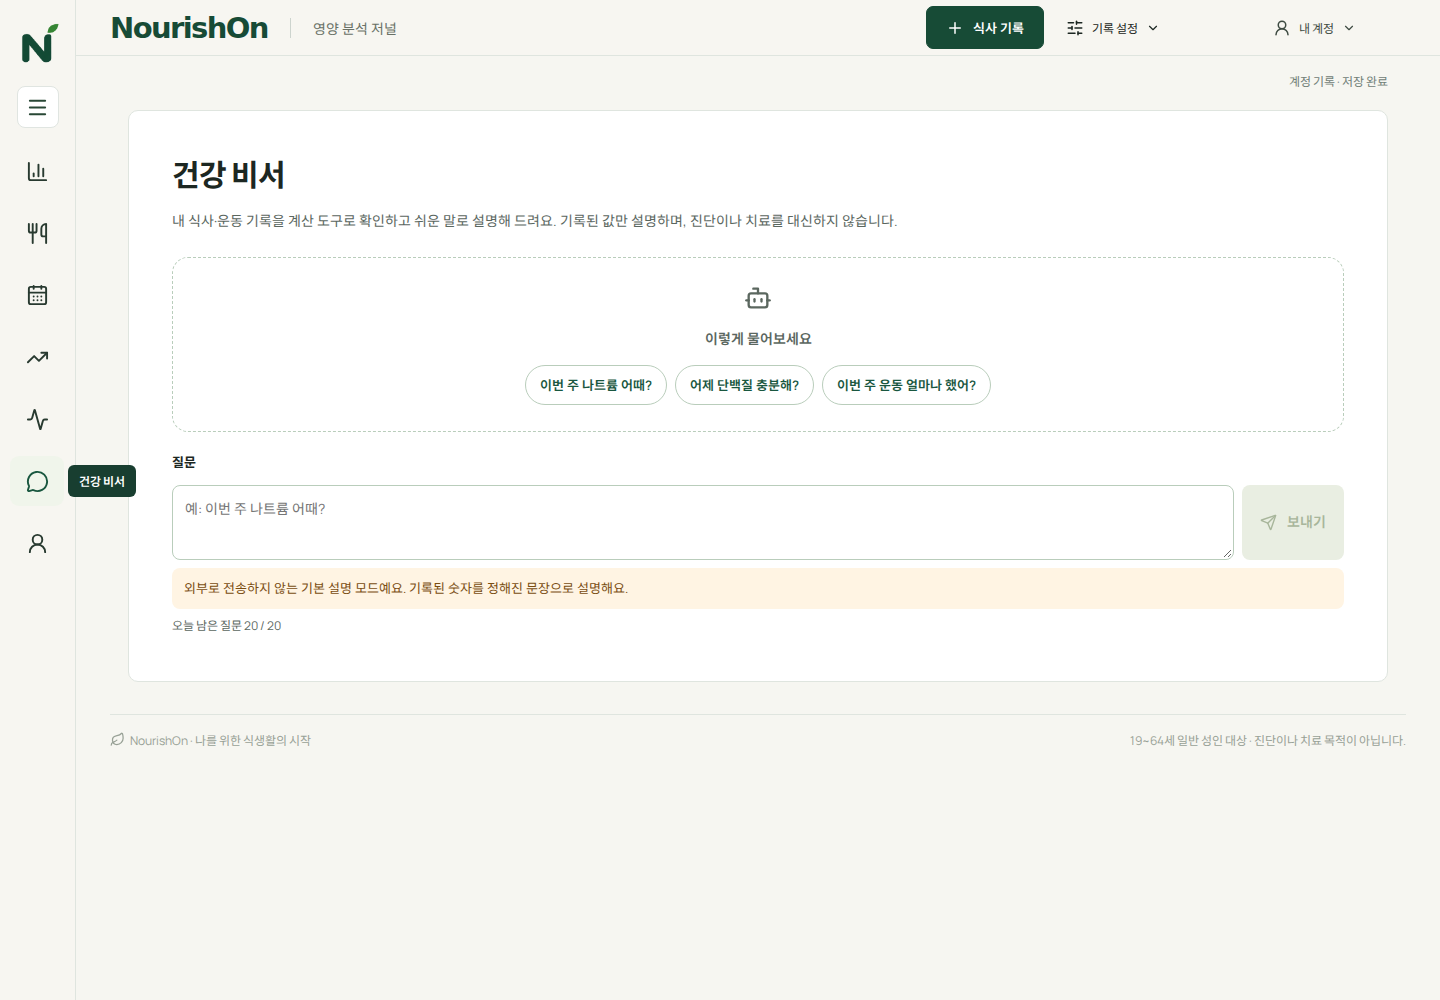 NourishOn
영양 분석 저널
식사 기록
기록 설정
내 계정
계정 기록 · 저장 완료
건강 비서
내 식사·운동 기록을 계산 도구로 확인하고 쉬운 말로 설명해 드려요. 기록된 값만 설명하며, 진단이나 치료를 대신하지 않습니다.
이렇게 물어보세요
이번 주 나트륨 어때?
어제 단백질 충분해?
이번 주 운동 얼마나 했어?
질문
건강 비서
예: 이번 주 나트륨 어때?
보내기
외부로 전송하지 않는 기본 설명 모드예요. 기록된 숫자를 정해진 문장으로 설명해요.
오늘 남은 질문 20 / 20
NourishOn · 나를 위한 식생활의 시작
19~64세 일반 성인 대상 · 진단이나 치료 목적이 아닙니다.